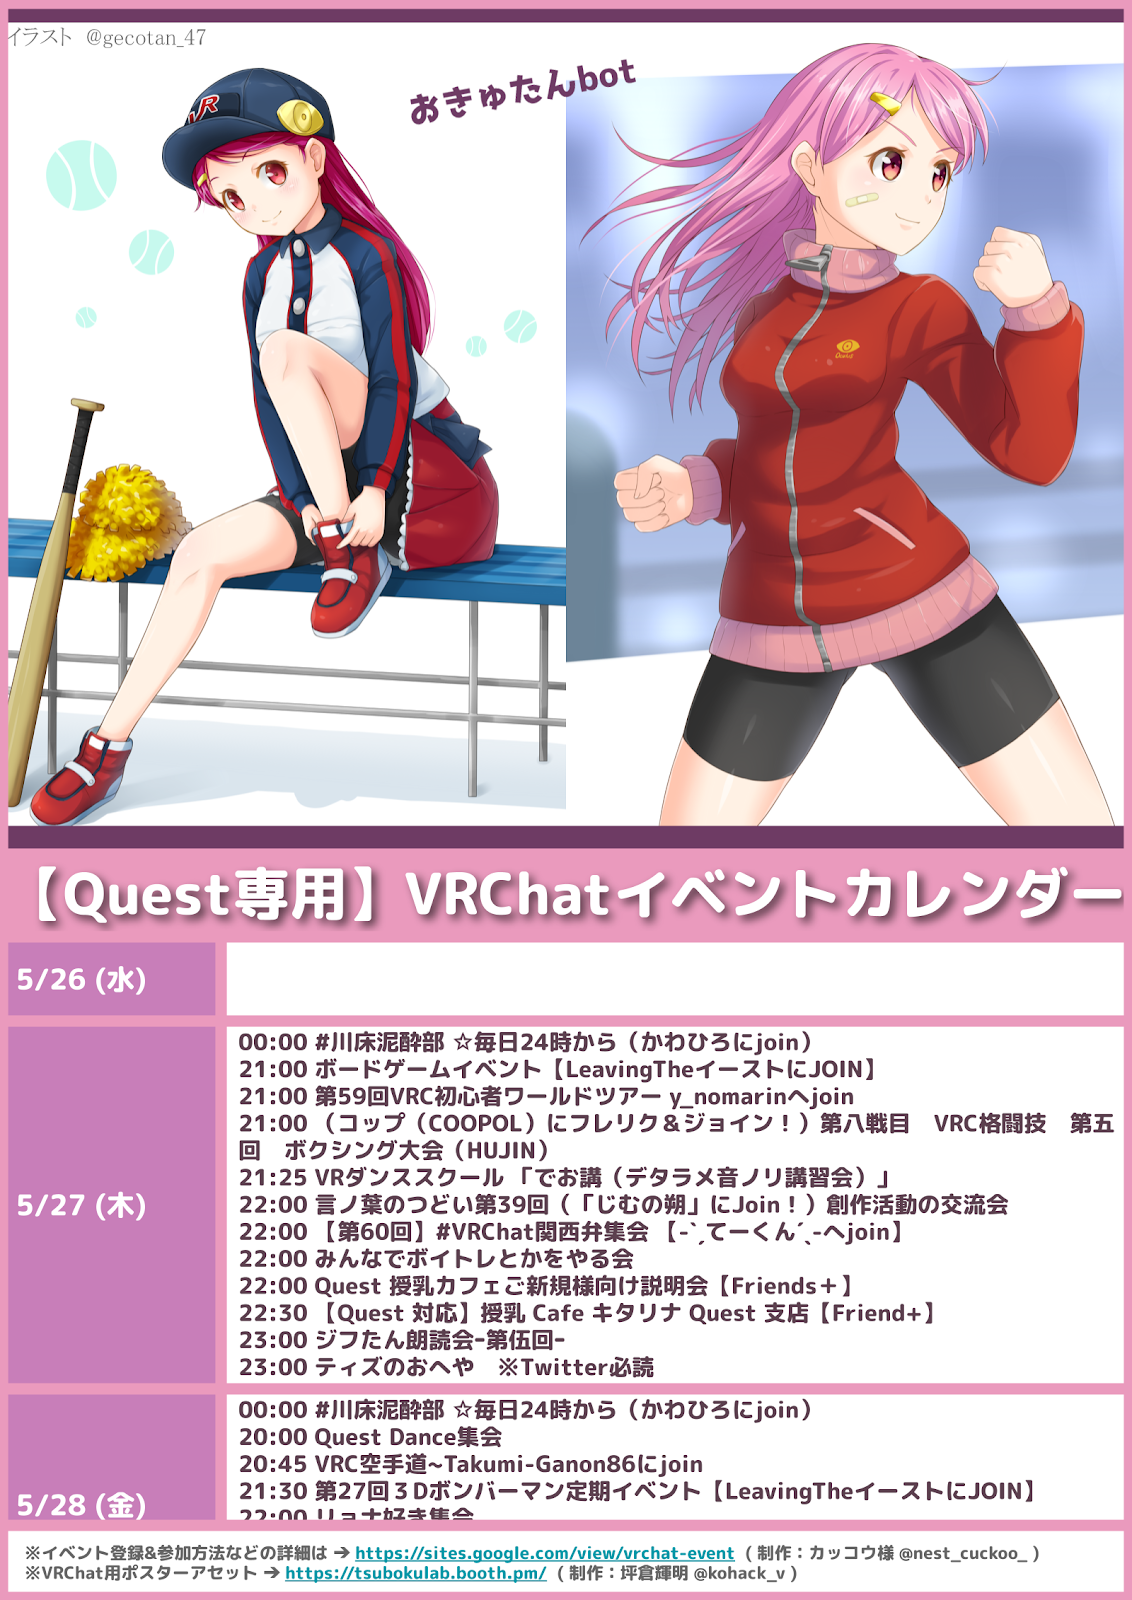 イラスト　@gecotan_47
おきゅたんbot
VR
Quest
【Quest専用】VRChatイベントカレンダー
5/26 (水)
5/27 (木)
00:00 #川床泥酔部 ☆毎日24時から（かわひろにjoin）
21:00 ボードゲームイベント【LeavingTheイーストにJOIN】
21:00 第59回VRC初心者ワールドツアー y_nomarinへjoin
21:00 （コップ（COOPOL）にフレリク＆ジョイン！）第八戦目　VRC格闘技　第五
回　ボクシング大会（HUJIN）
21:25 VRダンススクール 「でお講（デタラメ音ノリ講習会）」
22:00 言ノ葉のつどい第39回（「じむの朔」にJoin！）創作活動の交流会
22:00 【第60回】#VRChat関西弁集会 【-`ˏてーくん´ˎ-へjoin】
22:00 みんなでボイトレとかをやる会
22:00 Quest 授乳カフェご新規様向け説明会【Friends＋】
22:30 【Quest 対応】授乳 Cafe キタリナ Quest 支店【Friend+】
23:00 ジフたん朗読会-第伍回-
23:00 ティズのおへや　※Twitter必読
5/28 (金)
00:00 #川床泥酔部 ☆毎日24時から（かわひろにjoin）
20:00 Quest Dance集会
20:45 VRC空手道~Takumi-Ganon86にjoin
21:30 第27回３Dボンバーマン定期イベント【LeavingTheイーストにJOIN】
22:00 リョナ好き集会
※イベント登録&参加方法などの詳細は → https://sites.google.com/view/vrchat-event （ 制作：カッコウ様 @nest_cuckoo_ ）
※VRChat用ポスターアセット → https://tsubokulab.booth.pm/ （ 制作：坪倉輝明 @kohack_v ）